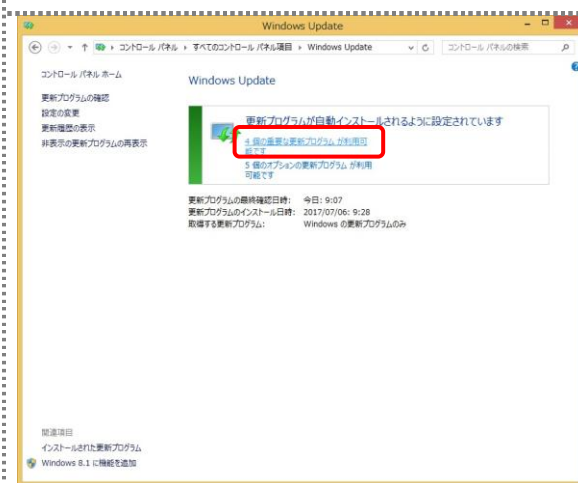 Windows Update
コントロール パネル ▸ すべてのコントロール パネル項目 ▸ Windows Update
コントロール パネルの検索
コントロール パネル ホーム
更新プログラムの確認
設定の変更
更新履歴の表示
非表示の更新プログラムの再表示
Windows Update
更新プログラムが自動インストールされるように設定されています
4 個の重要な更新プログラム が利用可
能です
5 個のオプションの更新プログラム が利用
可能です
更新プログラムの最終確認日時: 今日: 9:07
更新プログラムのインストール日時: 2017/07/06: 9:28
取得する更新プログラム: Windows の更新プログラムのみ
関連項目
インストールされた更新プログラム
Windows 8.1 に機能を追加